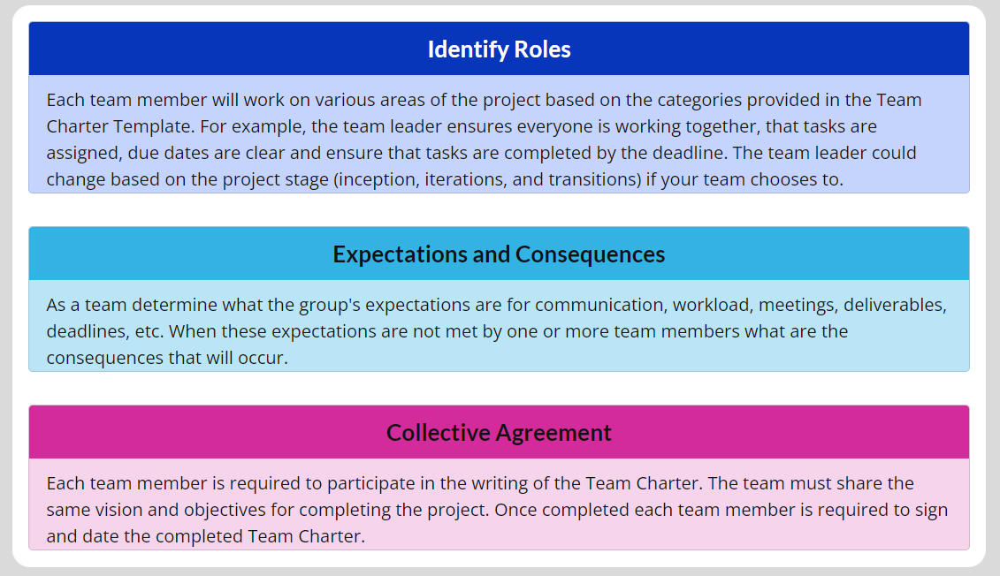 Identify Roles
Each team member will work on various areas of the project based on the categories provided in the Team
Charter Template. For example, the team leader ensures everyone is working together, that tasks are
assigned, due dates are clear and ensure that tasks are completed by the deadline. The team leader could
change based on the project stage (inception, iterations, and transitions) if your team chooses to.
Expectations and Consequences
As a team determine what the group's expectations are for communication, workload, meetings, deliverables,
deadlines, etc. When these expectations are not met by one or more team members what are the
consequences that will occur.
Collective Agreement
Each team member is required to participate in the writing of the Team Charter. The team must share the
same vision and objectives for completing the project. Once completed each team member is required to sign
and date the completed Team Charter.